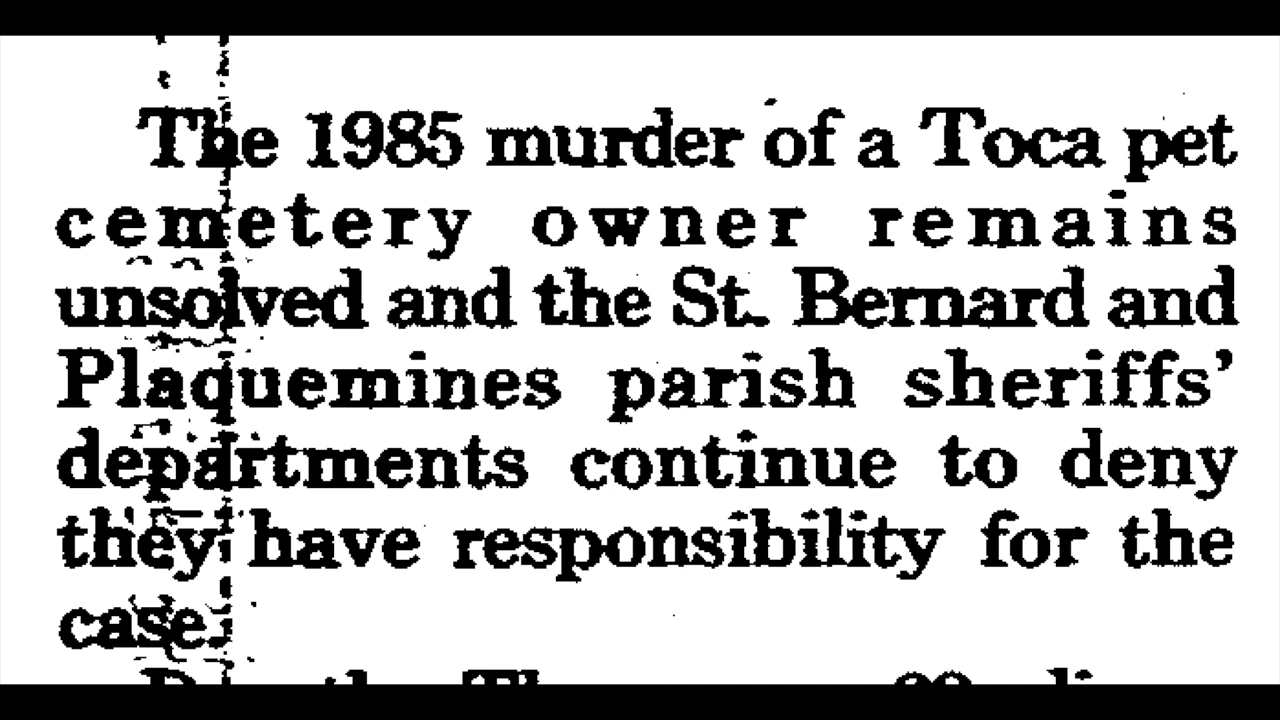 The 1985 murder of a Toca pet
cemetery owner remains
unsolved and the St. Bernard and
Plaquemines parish sheriffs'
departments continue to deny
they have responsibility for the
case.